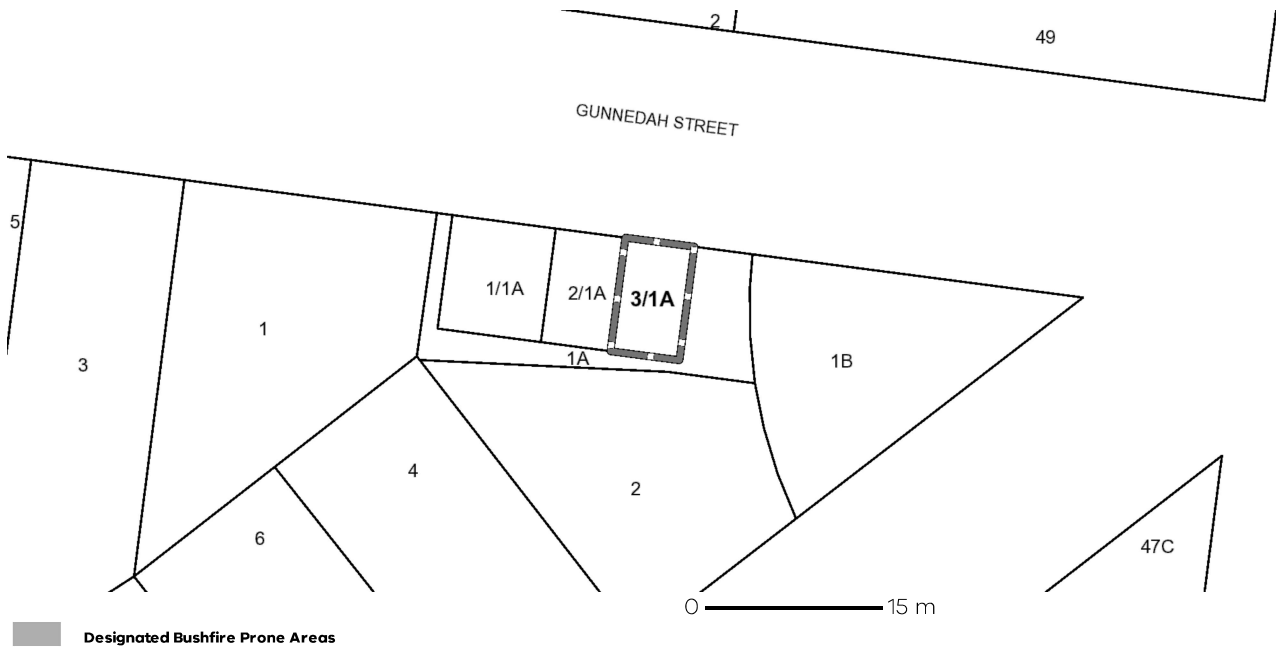 2
49
GUNNEDAH STREET
5
1/1A
2/1A
3/1A
1
1A
3
1B
4
2
6
47C
0 15 m
Designated Bushfire Prone Areas